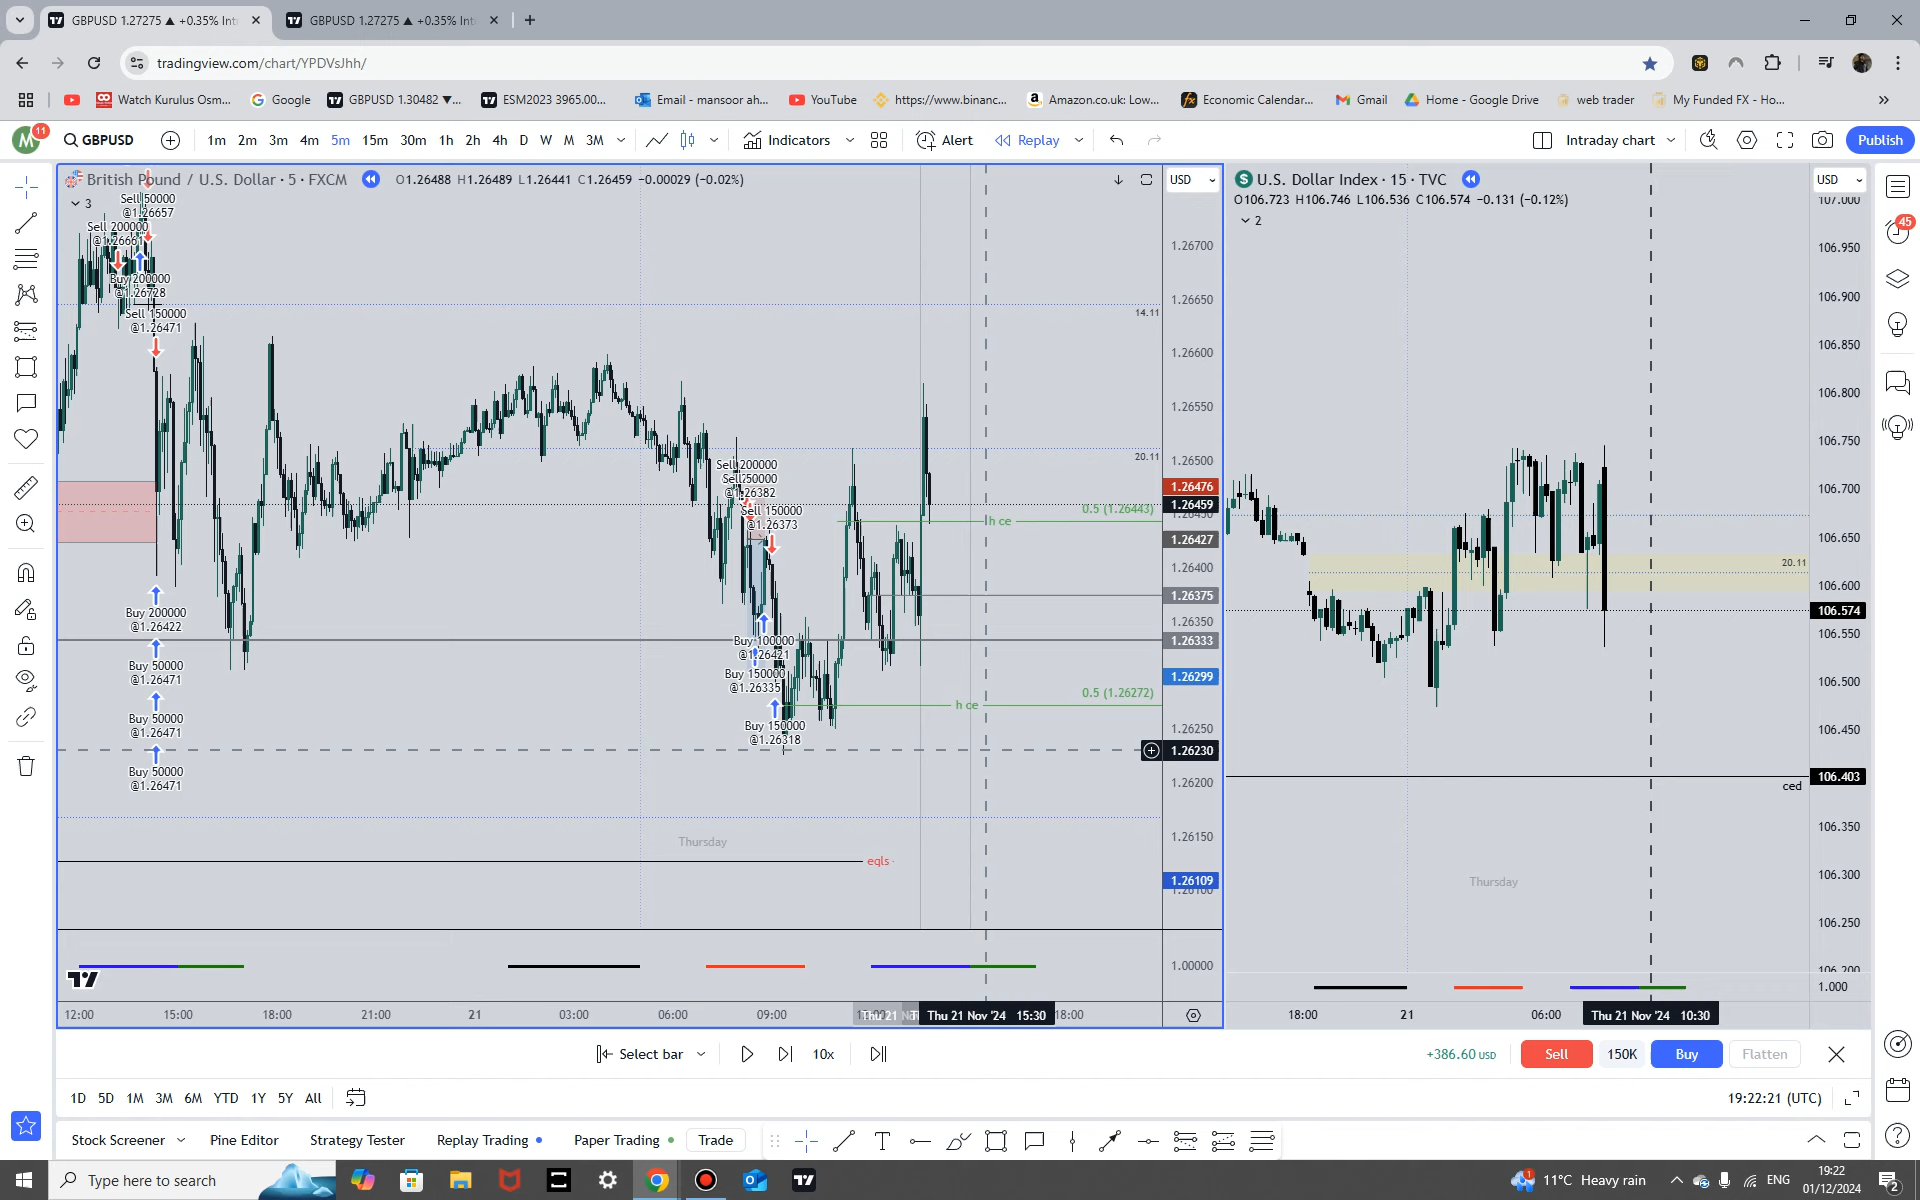 GBPUSD 1.27275 ▲ +0.35% Int
GBPUSD 1.27275 ▲ +0.35% Int
tradingview.com/chart/YPDVsJhh/
Watch Kurulus Osm...
Google
GBPUSD 1.30482 ▼...
ESM2023 3965.00...
Email - mansoor ah...
YouTube
https://www.binanc...
Amazon.co.uk: Low...
Economic Calendar...
Gmail
Home - Google Drive
web trader
My Funded FX - Ho...
M 11
GBPUSD
1m 2m 3m 4m 5m 15m 30m 1h 2h 4h D W M 3M
Indicators
Alert
Replay
Intraday chart
Publish
British Pound / U.S. Dollar · 5 · FXCM
O1.26488 H1.26489 L1.26441 C1.26459 −0.00029 (−0.02%)
USD
3
Sell 50000
@1.26657
Sell 200000
Buy 200000
@1.26728
Sell 150000
@1.26471
Buy 200000
@1.26422
Buy 50000
@1.26471
Buy 50000
@1.26471
Buy 50000
@1.26471
Sell 200000
Sell 50000
@1.26382
Sell 150000
@1.26373
Buy 100000
@1.26421
Buy 150000
@1.26335
Buy 150000
@1.26318
14.11
20.11
0.5 (1.26443)
h ce
0.5 (1.26272)
h ce
Thursday
eqls
1.26700
1.26650
1.26600
1.26550
1.26500
1.26476
1.26459
1.26427
1.26400
1.26375
1.26350
1.26333
1.26299
1.26250
1.26230
1.26200
1.26150
1.26109
1.00000
12:00 15:00 18:00 21:00 21 03:00 06:00 09:00 Thu 21 Nov '24 15:30 18:00
U.S. Dollar Index · 15 · TVC
USD
O106.723 H106.746 L106.536 C106.574 −0.131 (−0.12%)
2
107.000
106.950
106.900
106.850
106.800
106.750
106.700
106.650
20.11
106.600
106.574
106.550
106.500
106.450
106.403
ced
106.350
106.300
Thursday
106.250
106.200
1.000
18:00 21 06:00 Thu 21 Nov '24 10:30
45
Select bar
10x
+386.60 USD
Sell
150K
Buy
Flatten
1D 5D 1M 3M 6M YTD 1Y 5Y All
19:22:21 (UTC)
Stock Screener
Pine Editor
Strategy Tester
Replay Trading
Paper Trading
Trade
Type here to search
1
11°C Heavy rain
ENG
19:22
01/12/2024
2